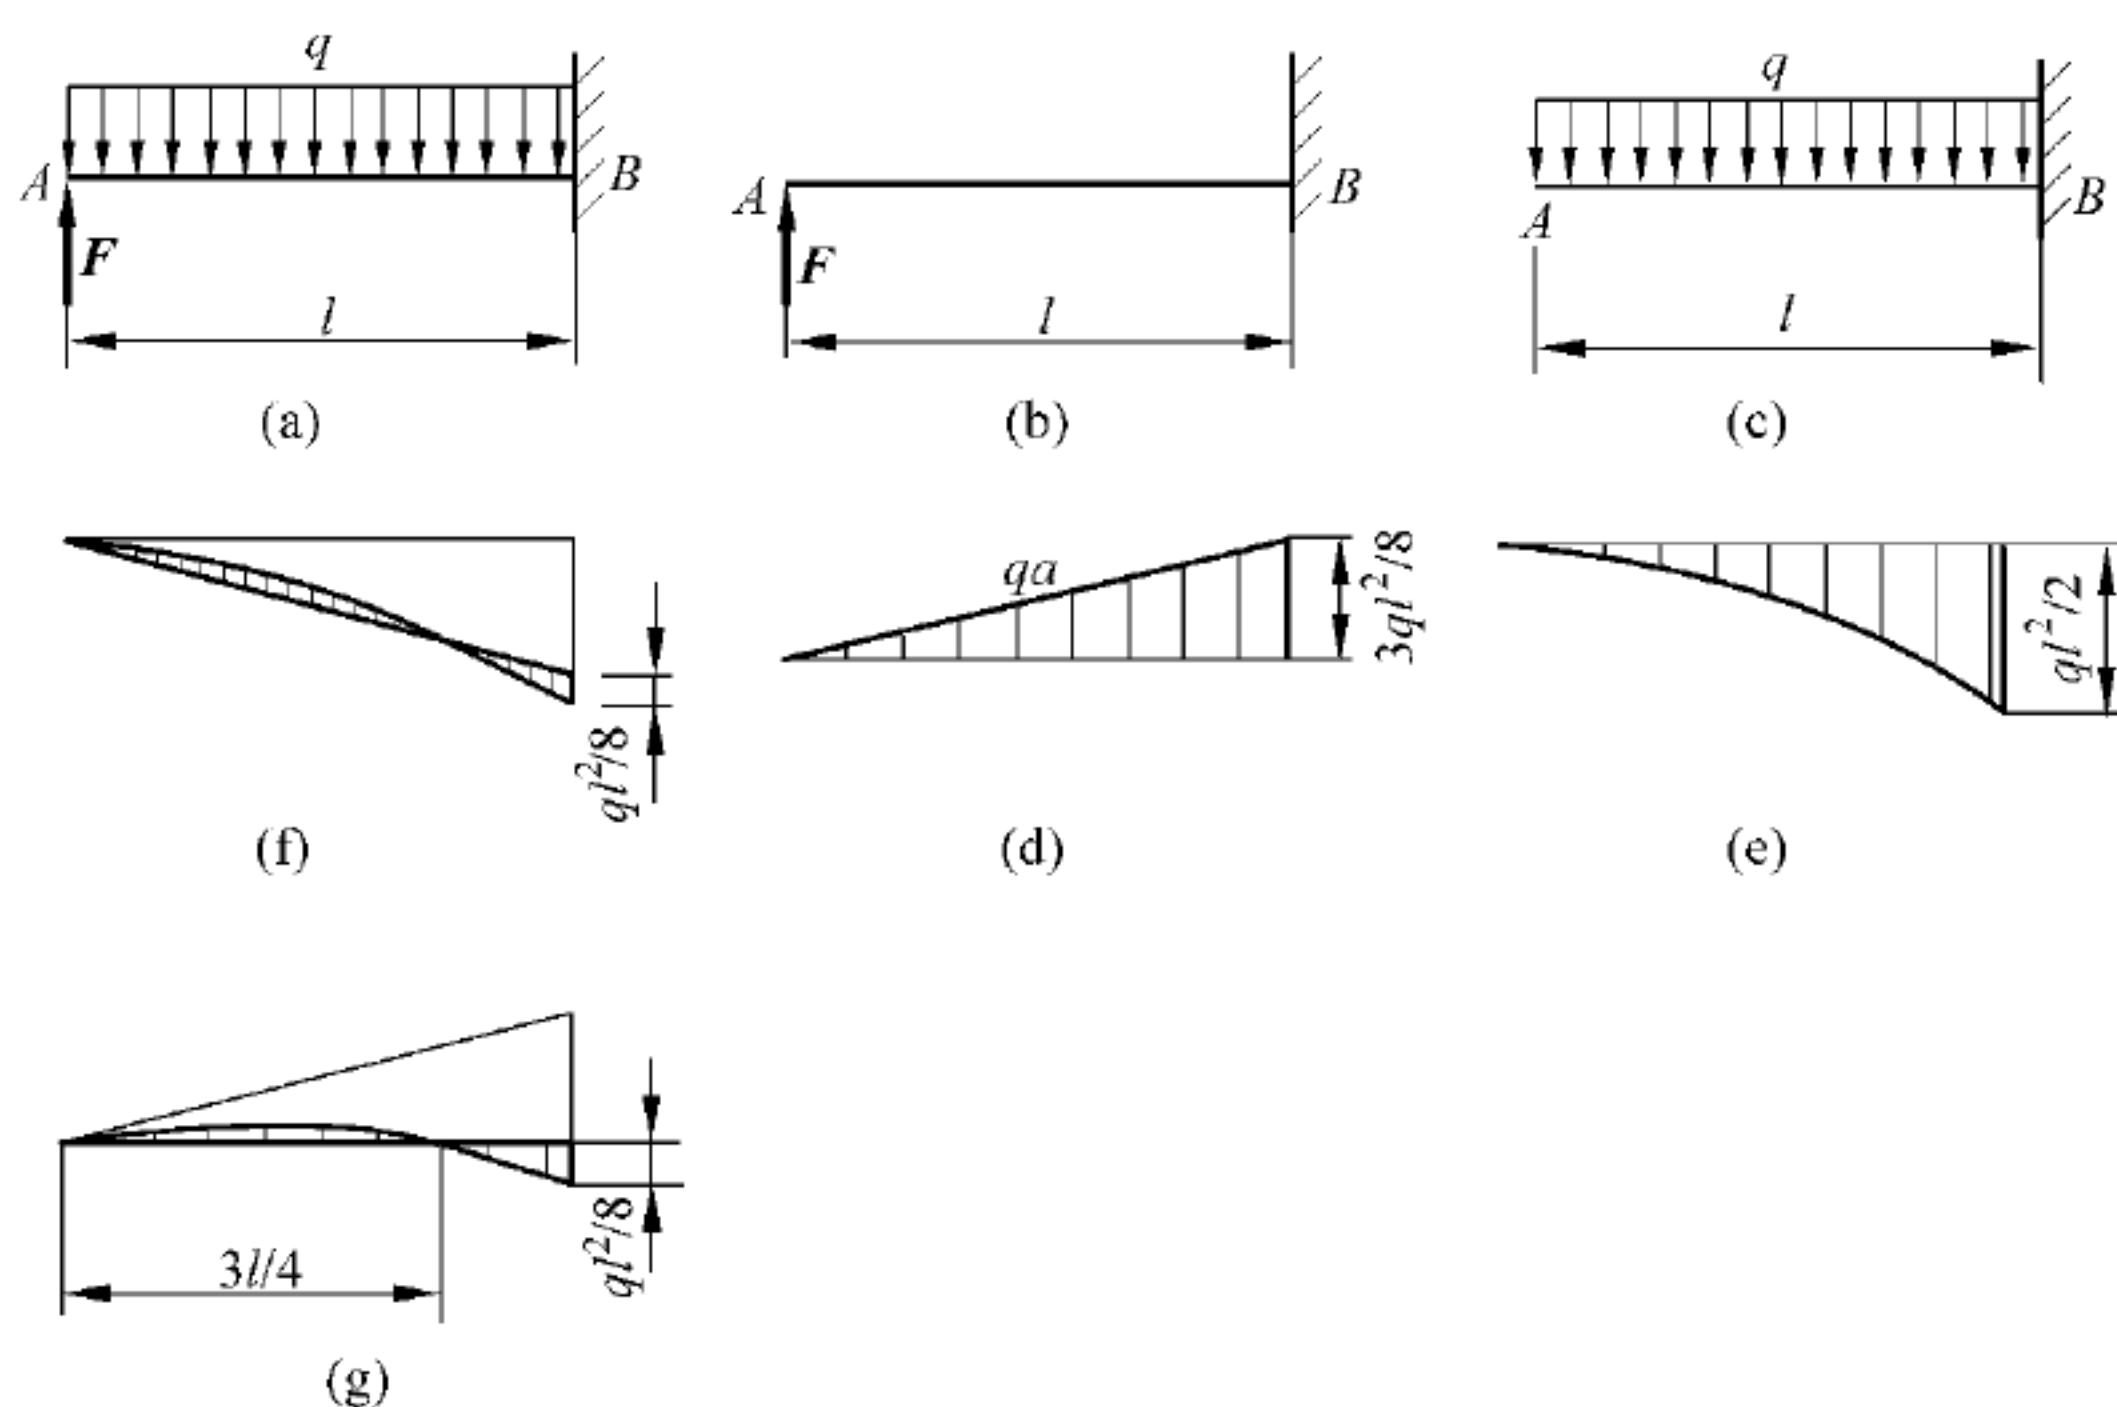 q
A
B
F
l
(a)
A
B
F
l
(b)
q
A
B
l
(c)
ql²/8
(f)
qa
3ql²/8
(d)
ql²/2
(e)
3l/4
ql²/8
(g)